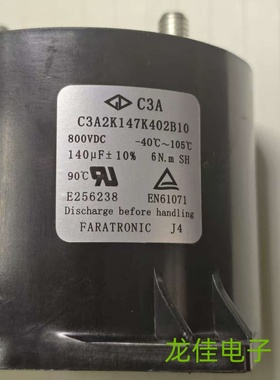 C3A
C3A2K147K402B10
800VDC -40℃~105℃
140μF±10% 6N.m SH
90℃
E256238 EN61071
Discharge before handling
FARATRONIC J4
龙佳电子